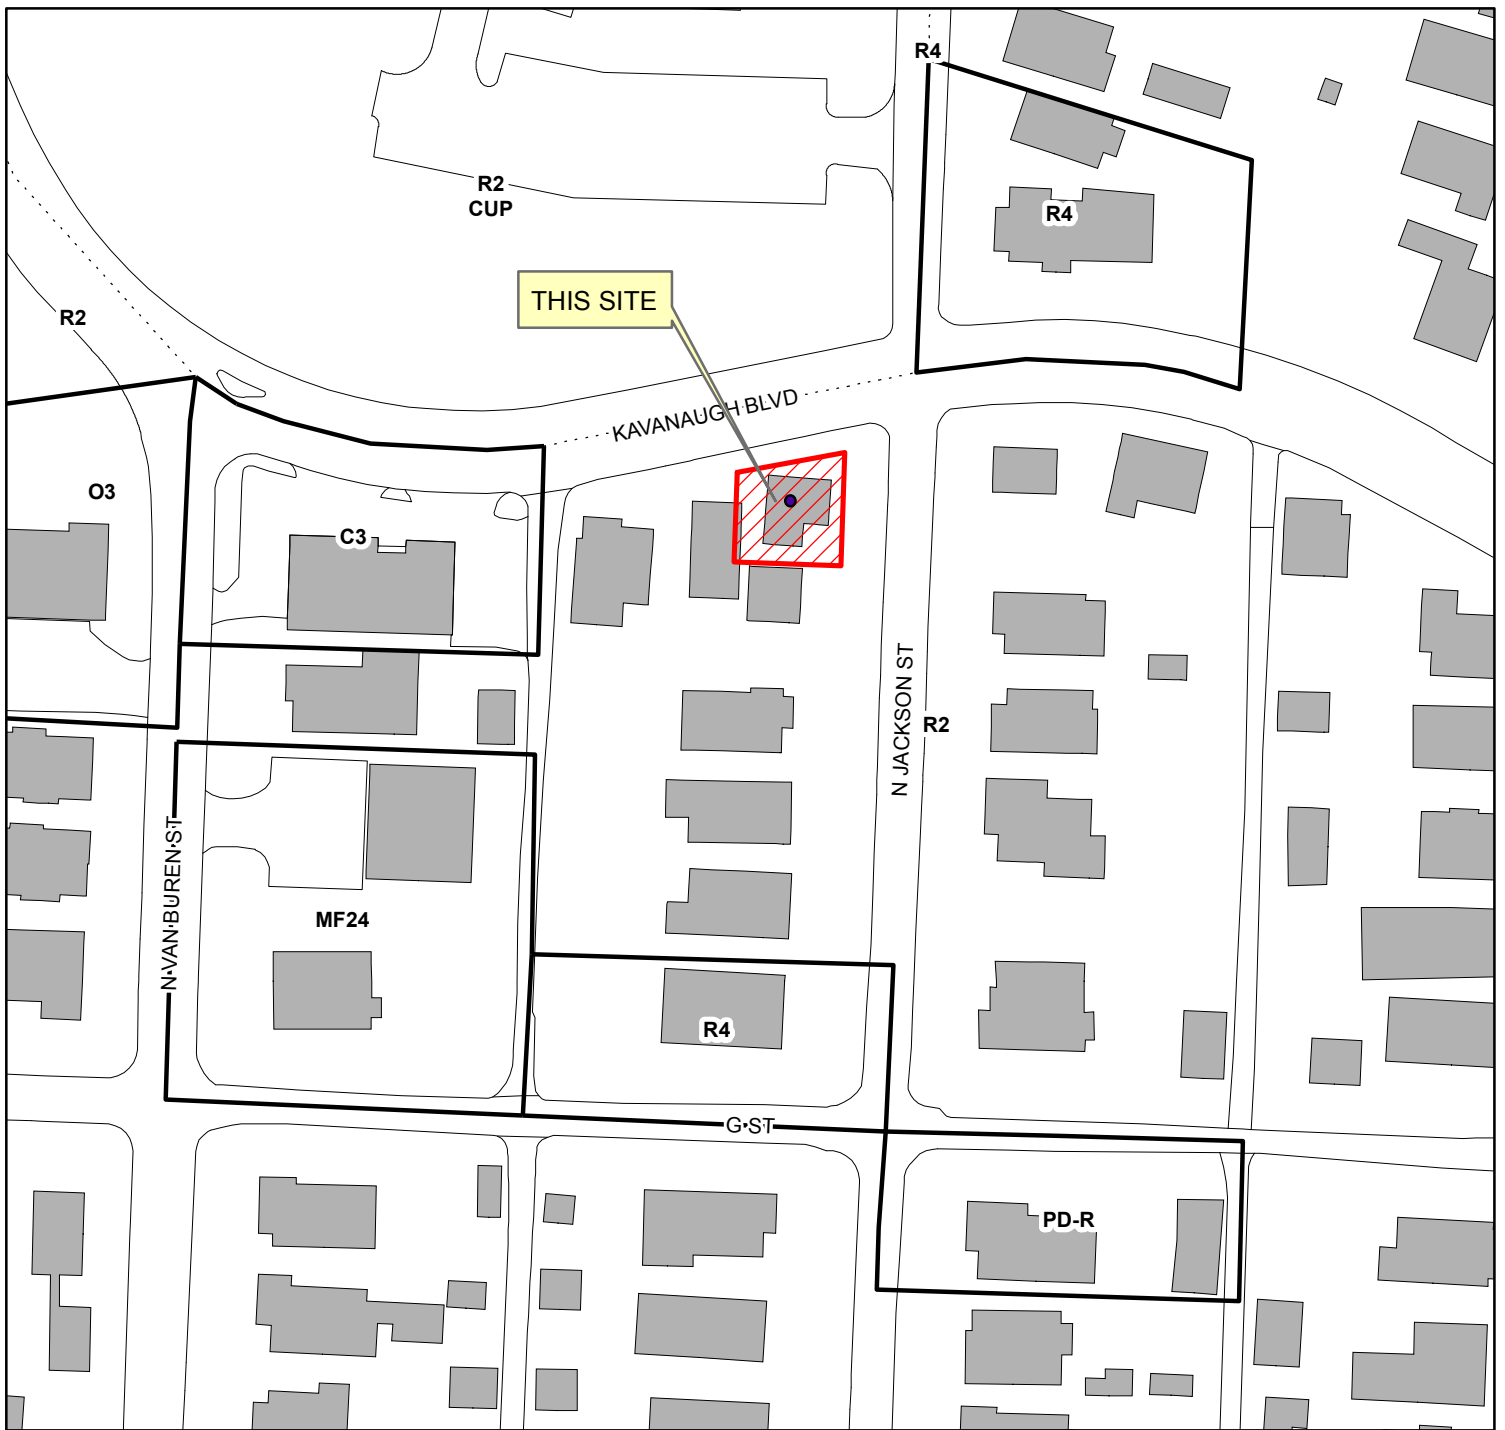 R4
R2
CUP
R4
THIS SITE
R2
KAVANAUGH BLVD
O3
C3
N JACKSON ST
R2
N VAN BUREN ST
MF24
R4
G ST
PD-R